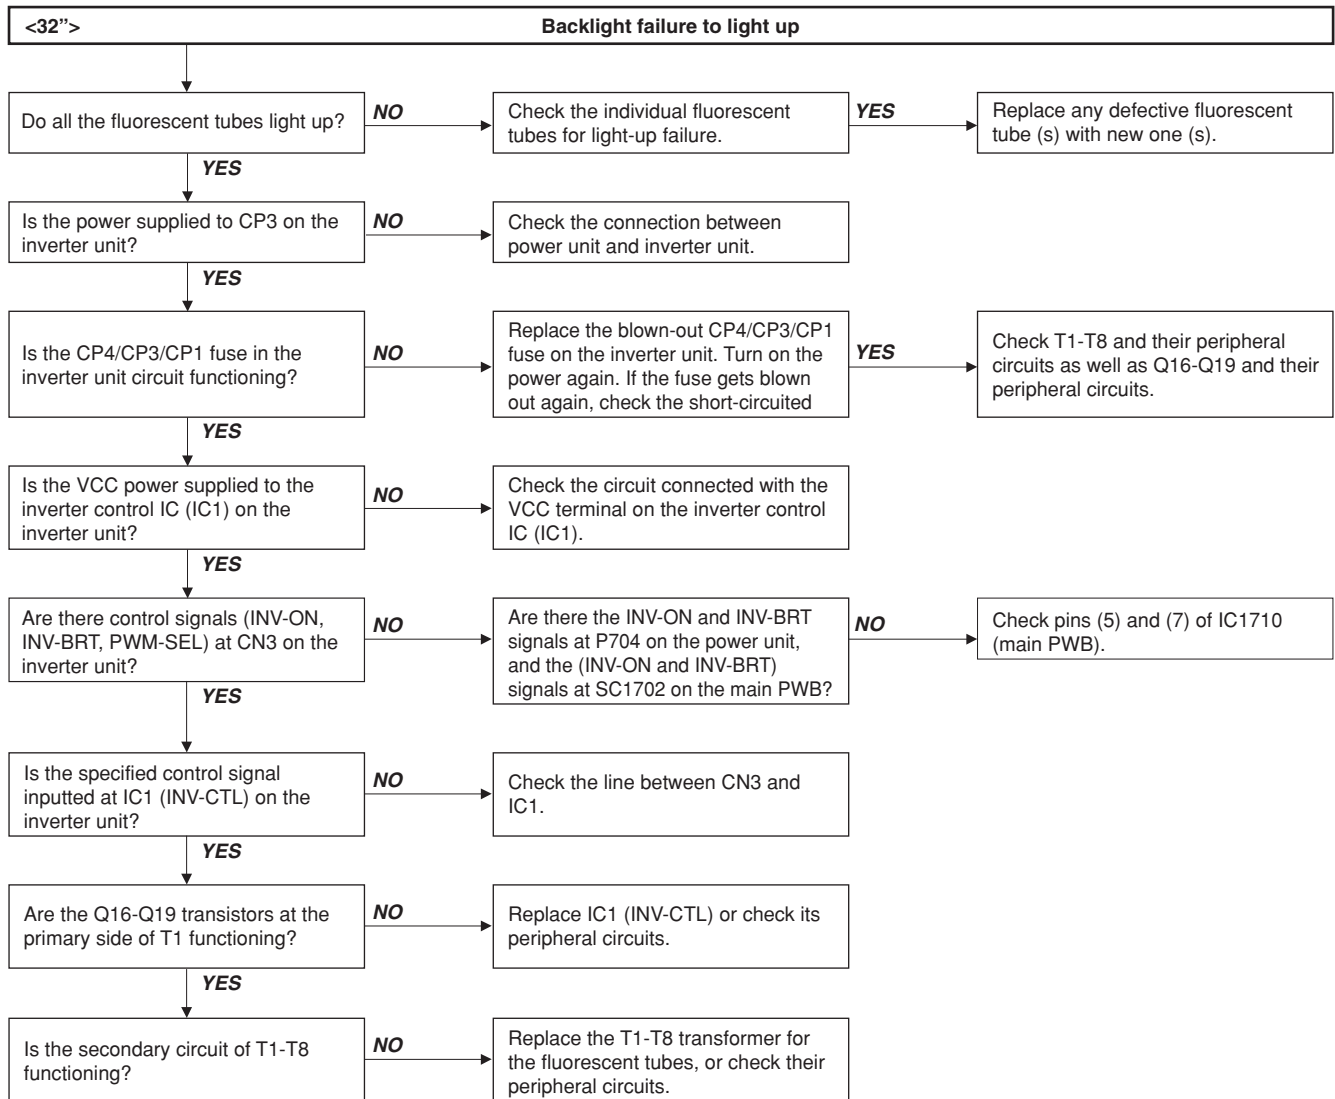 <32”> Backlight failure to light up
Do all the fluorescent tubes light up?
NO
Check the individual fluorescent
tubes for light-up failure.
YES
Replace any defective fluorescent
tube (s) with new one (s).
YES
Is the power supplied to CP3 on the
inverter unit?
NO
Check the connection between
power unit and inverter unit.
YES
Is the CP4/CP3/CP1 fuse in the
inverter unit circuit functioning?
NO
Replace the blown-out CP4/CP3/CP1
fuse on the inverter unit. Turn on the
power again. If the fuse gets blown
out again, check the short-circuited
YES
Check T1-T8 and their peripheral
circuits as well as Q16-Q19 and their
peripheral circuits.
YES
Is the VCC power supplied to the
inverter control IC (IC1) on the
inverter unit?
NO
Check the circuit connected with the
VCC terminal on the inverter control
IC (IC1).
YES
Are there control signals (INV-ON,
INV-BRT, PWM-SEL) at CN3 on the
inverter unit?
NO
Are there the INV-ON and INV-BRT
signals at P704 on the power unit,
and the (INV-ON and INV-BRT)
signals at SC1702 on the main PWB?
NO
Check pins (5) and (7) of IC1710
(main PWB).
YES
Is the specified control signal
inputted at IC1 (INV-CTL) on the
inverter unit?
NO
Check the line between CN3 and
IC1.
YES
Are the Q16-Q19 transistors at the
primary side of T1 functioning?
NO
Replace IC1 (INV-CTL) or check its
peripheral circuits.
YES
Is the secondary circuit of T1-T8
functioning?
NO
Replace the T1-T8 transformer for
the fluorescent tubes, or check their
peripheral circuits.